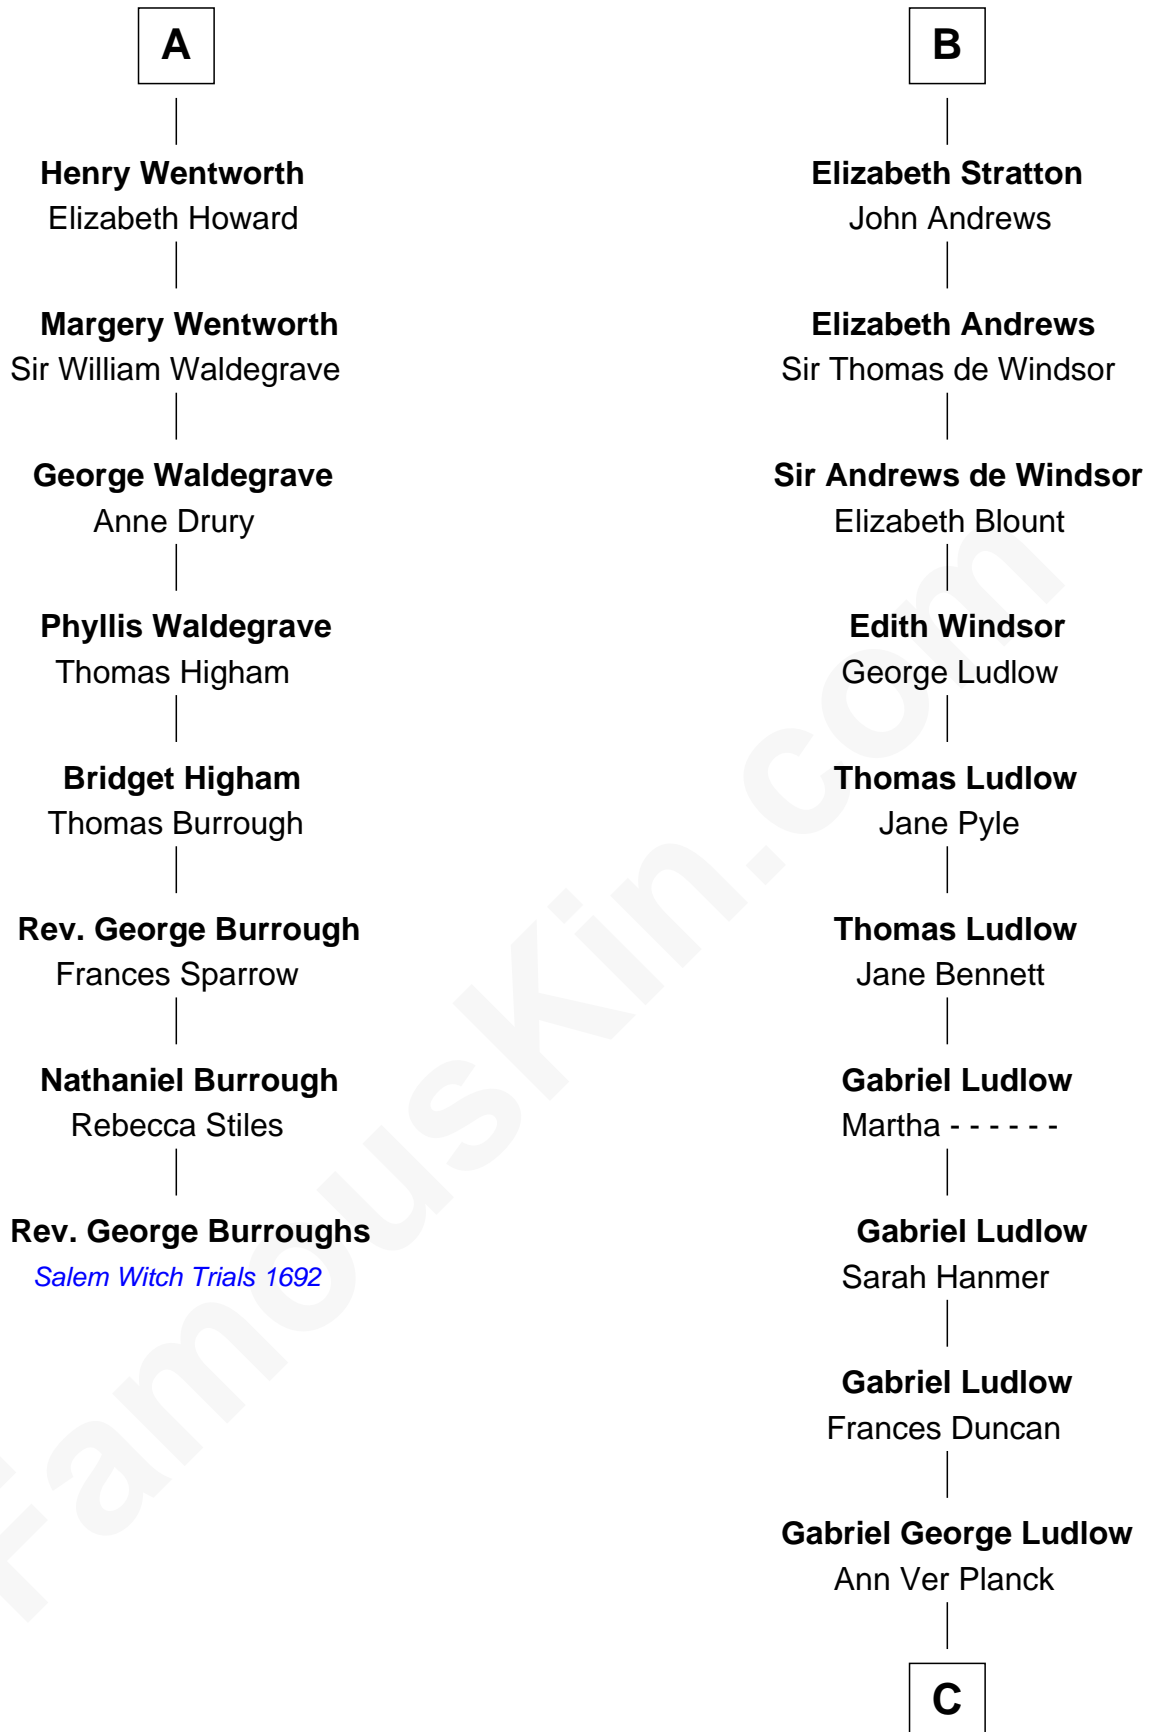 A
Henry Wentworth
Elizabeth Howard
Margery Wentworth
Sir William Waldegrave
George Waldegrave
Anne Drury
Phyllis Waldegrave
Thomas Higham
Bridget Higham
Thomas Burrough
Rev. George Burrough
Frances Sparrow
Nathaniel Burrough
Rebecca Stiles
Rev. George Burroughs
Salem Witch Trials 1692
B
Elizabeth Stratton
John Andrews
Elizabeth Andrews
Sir Thomas de Windsor
Sir Andrews de Windsor
Elizabeth Blount
Edith Windsor
George Ludlow
Thomas Ludlow
Jane Pyle
Thomas Ludlow
Jane Bennett
Gabriel Ludlow
Martha - - - - - -
Gabriel Ludlow
Sarah Hanmer
Gabriel Ludlow
Frances Duncan
Gabriel George Ludlow
Ann Ver Planck
C
FamousKin.com